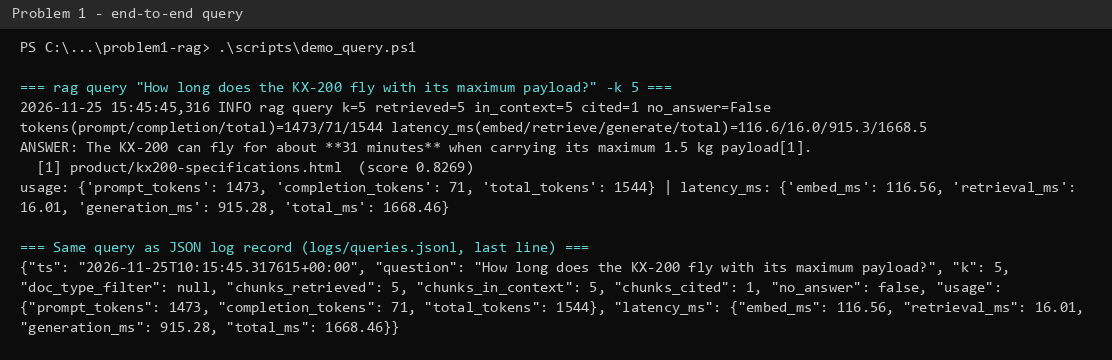 Problem 1 - end-to-end query
PS C:\...\problem1-rag> .\scripts\demo_query.ps1
=== rag query "How long does the KX-200 fly with its maximum payload?" -k 5 ===
2026-11-25 15:45:45,316 INFO rag query k=5 retrieved=5 in_context=5 cited=1 no_answer=False
tokens(prompt/completion/total)=1473/71/1544 latency_ms(embed/retrieve/generate/total)=116.6/16.0/915.3/1668.5
ANSWER: The KX-200 can fly for about **31 minutes** when carrying its maximum 1.5 kg payload[1].
[1] product/kx200-specifications.html  (score 0.8269)
usage: {'prompt_tokens': 1473, 'completion_tokens': 71, 'total_tokens': 1544} | latency_ms: {'embed_ms': 116.56, 'retrieval_ms':
16.01, 'generation_ms': 915.28, 'total_ms': 1668.46}
=== Same query as JSON log record (logs/queries.jsonl, last line) ===
{"ts": "2026-11-25T10:15:45.317615+00:00", "question": "How long does the KX-200 fly with its maximum payload?", "k": 5,
"doc_type_filter": null, "chunks_retrieved": 5, "chunks_in_context": 5, "chunks_cited": 1, "no_answer": false, "usage":
{"prompt_tokens": 1473, "completion_tokens": 71, "total_tokens": 1544}, "latency_ms": {"embed_ms": 116.56, "retrieval_ms": 16.01,
"generation_ms": 915.28, "total_ms": 1668.46}}